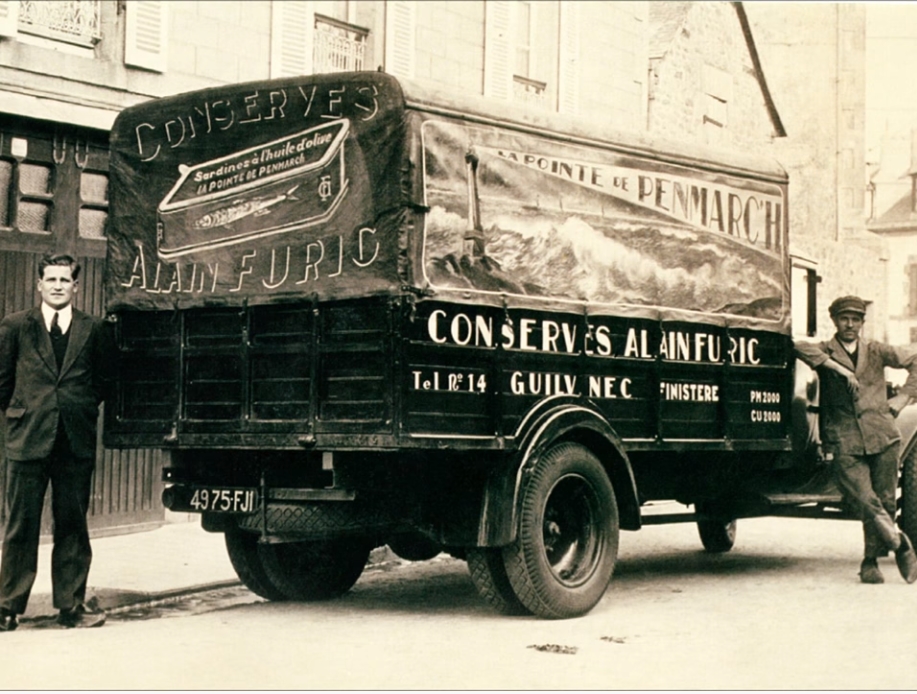 CONSERVES
Sardines à l'huile d'olive
LA POINTE DE PENMARCH
ALAIN FURIC
LA POINTE DE PENMARC'H
CONSERVES ALAIN FURIC
Tel No 14 GUILVINEC FINISTERE
PM 2000
CU 2000
4975-FJ1